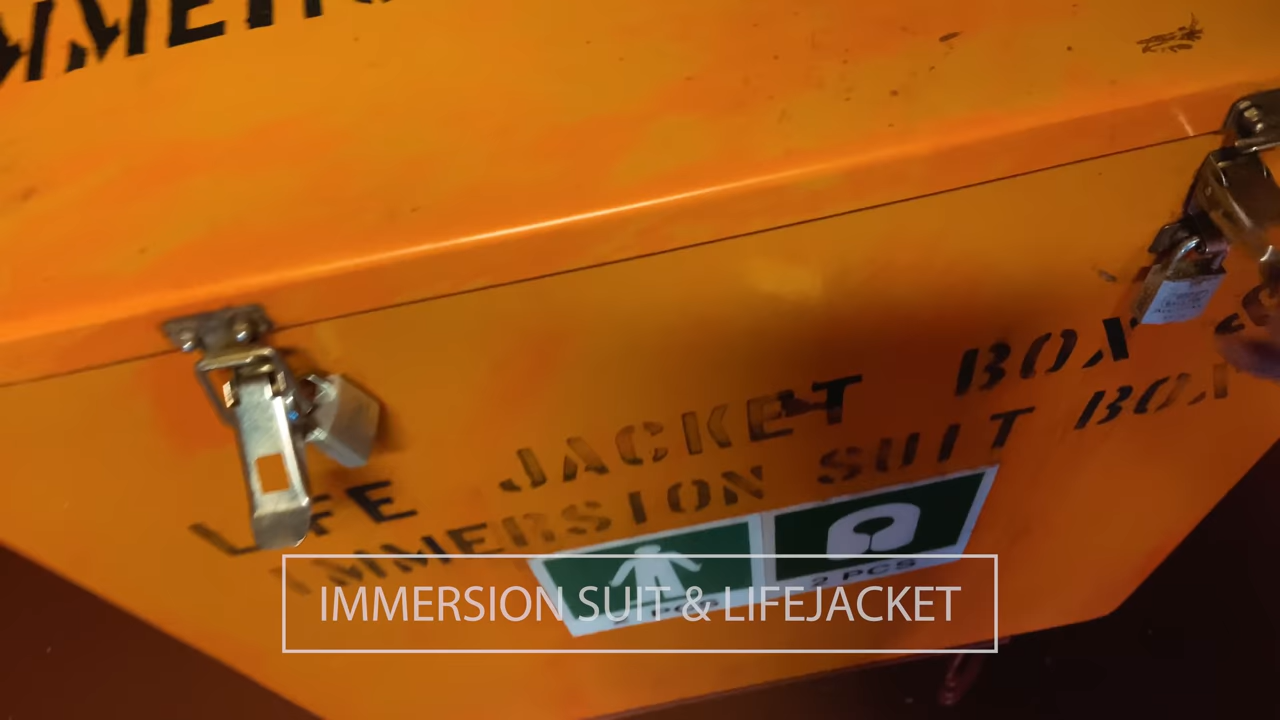 LIFE JACKET BOX
IMMERSION SUIT BOX
2 PCS
IMMERSION SUIT & LIFEJACKET